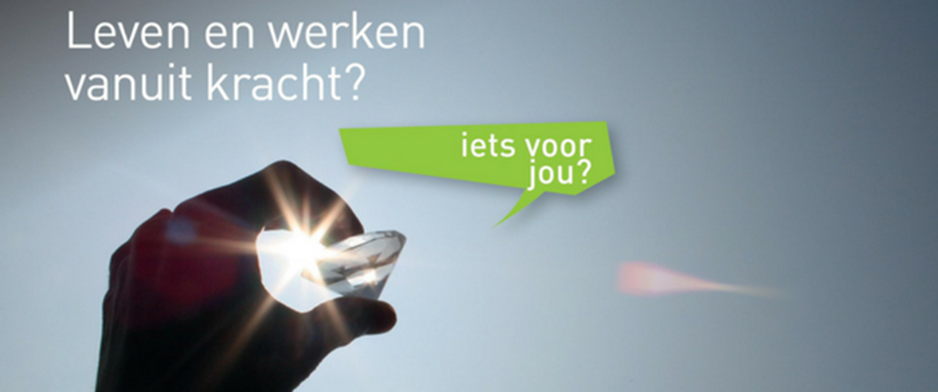 Leven en werken
vanuit kracht?
iets voor
jou?